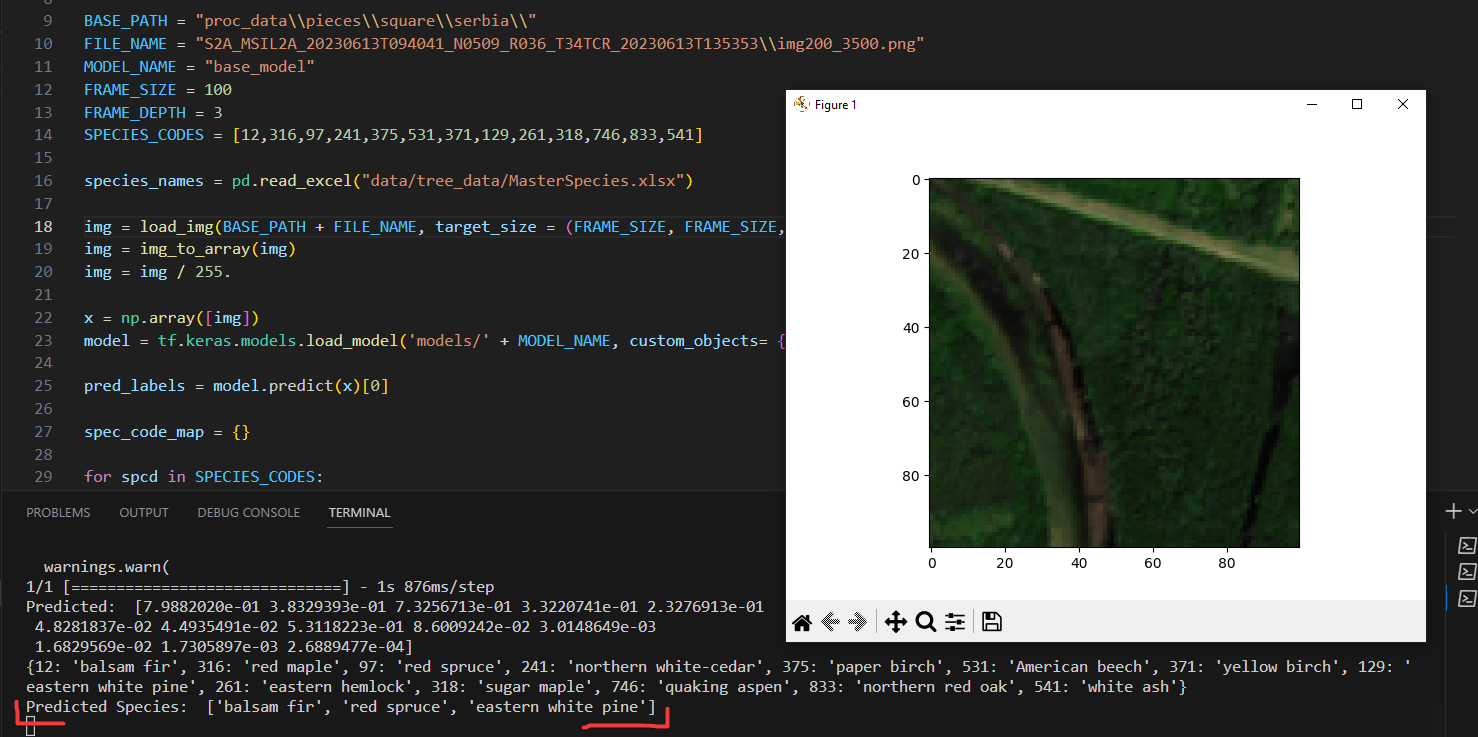 8
9 BASE_PATH = "proc_data\\pieces\\square\\serbia\\"
10 FILE_NAME = "S2A_MSIL2A_20230613T094041_N0509_R036_T34TCR_20230613T135353\\img200_3500.png"
11 MODEL_NAME = "base_model"
12 FRAME_SIZE = 100
13 FRAME_DEPTH = 3
14 SPECIES_CODES = [12,316,97,241,375,531,371,129,261,318,746,833,541]
15
16 species_names = pd.read_excel("data/tree_data/MasterSpecies.xlsx")
17
18 img = load_img(BASE_PATH + FILE_NAME, target_size = (FRAME_SIZE, FRAME_SIZE,
19 img = img_to_array(img)
20 img = img / 255.
21
22 x = np.array([img])
23 model = tf.keras.models.load_model('models/' + MODEL_NAME, custom_objects= {
24
25 pred_labels = model.predict(x)[0]
26
27 spec_code_map = {}
28
29 for spcd in SPECIES_CODES:
Figure 1
0
20
40
60
80
0 20 40 60 80
PROBLEMS OUTPUT DEBUG CONSOLE TERMINAL
warnings.warn(
1/1 [==============================] - 1s 876ms/step
Predicted:  [7.9882020e-01 3.8329393e-01 7.3256713e-01 3.3220741e-01 2.3276913e-01
4.8281837e-02 4.4935491e-02 5.3118223e-01 8.6009242e-02 3.0148649e-03
1.6829569e-02 1.7305897e-03 2.6889477e-04]
{12: 'balsam fir', 316: 'red maple', 97: 'red spruce', 241: 'northern white-cedar', 375: 'paper birch', 531: 'American beech', 371: 'yellow birch', 129: '
eastern white pine', 261: 'eastern hemlock', 318: 'sugar maple', 746: 'quaking aspen', 833: 'northern red oak', 541: 'white ash'}
Predicted Species:  ['balsam fir', 'red spruce', 'eastern white pine']